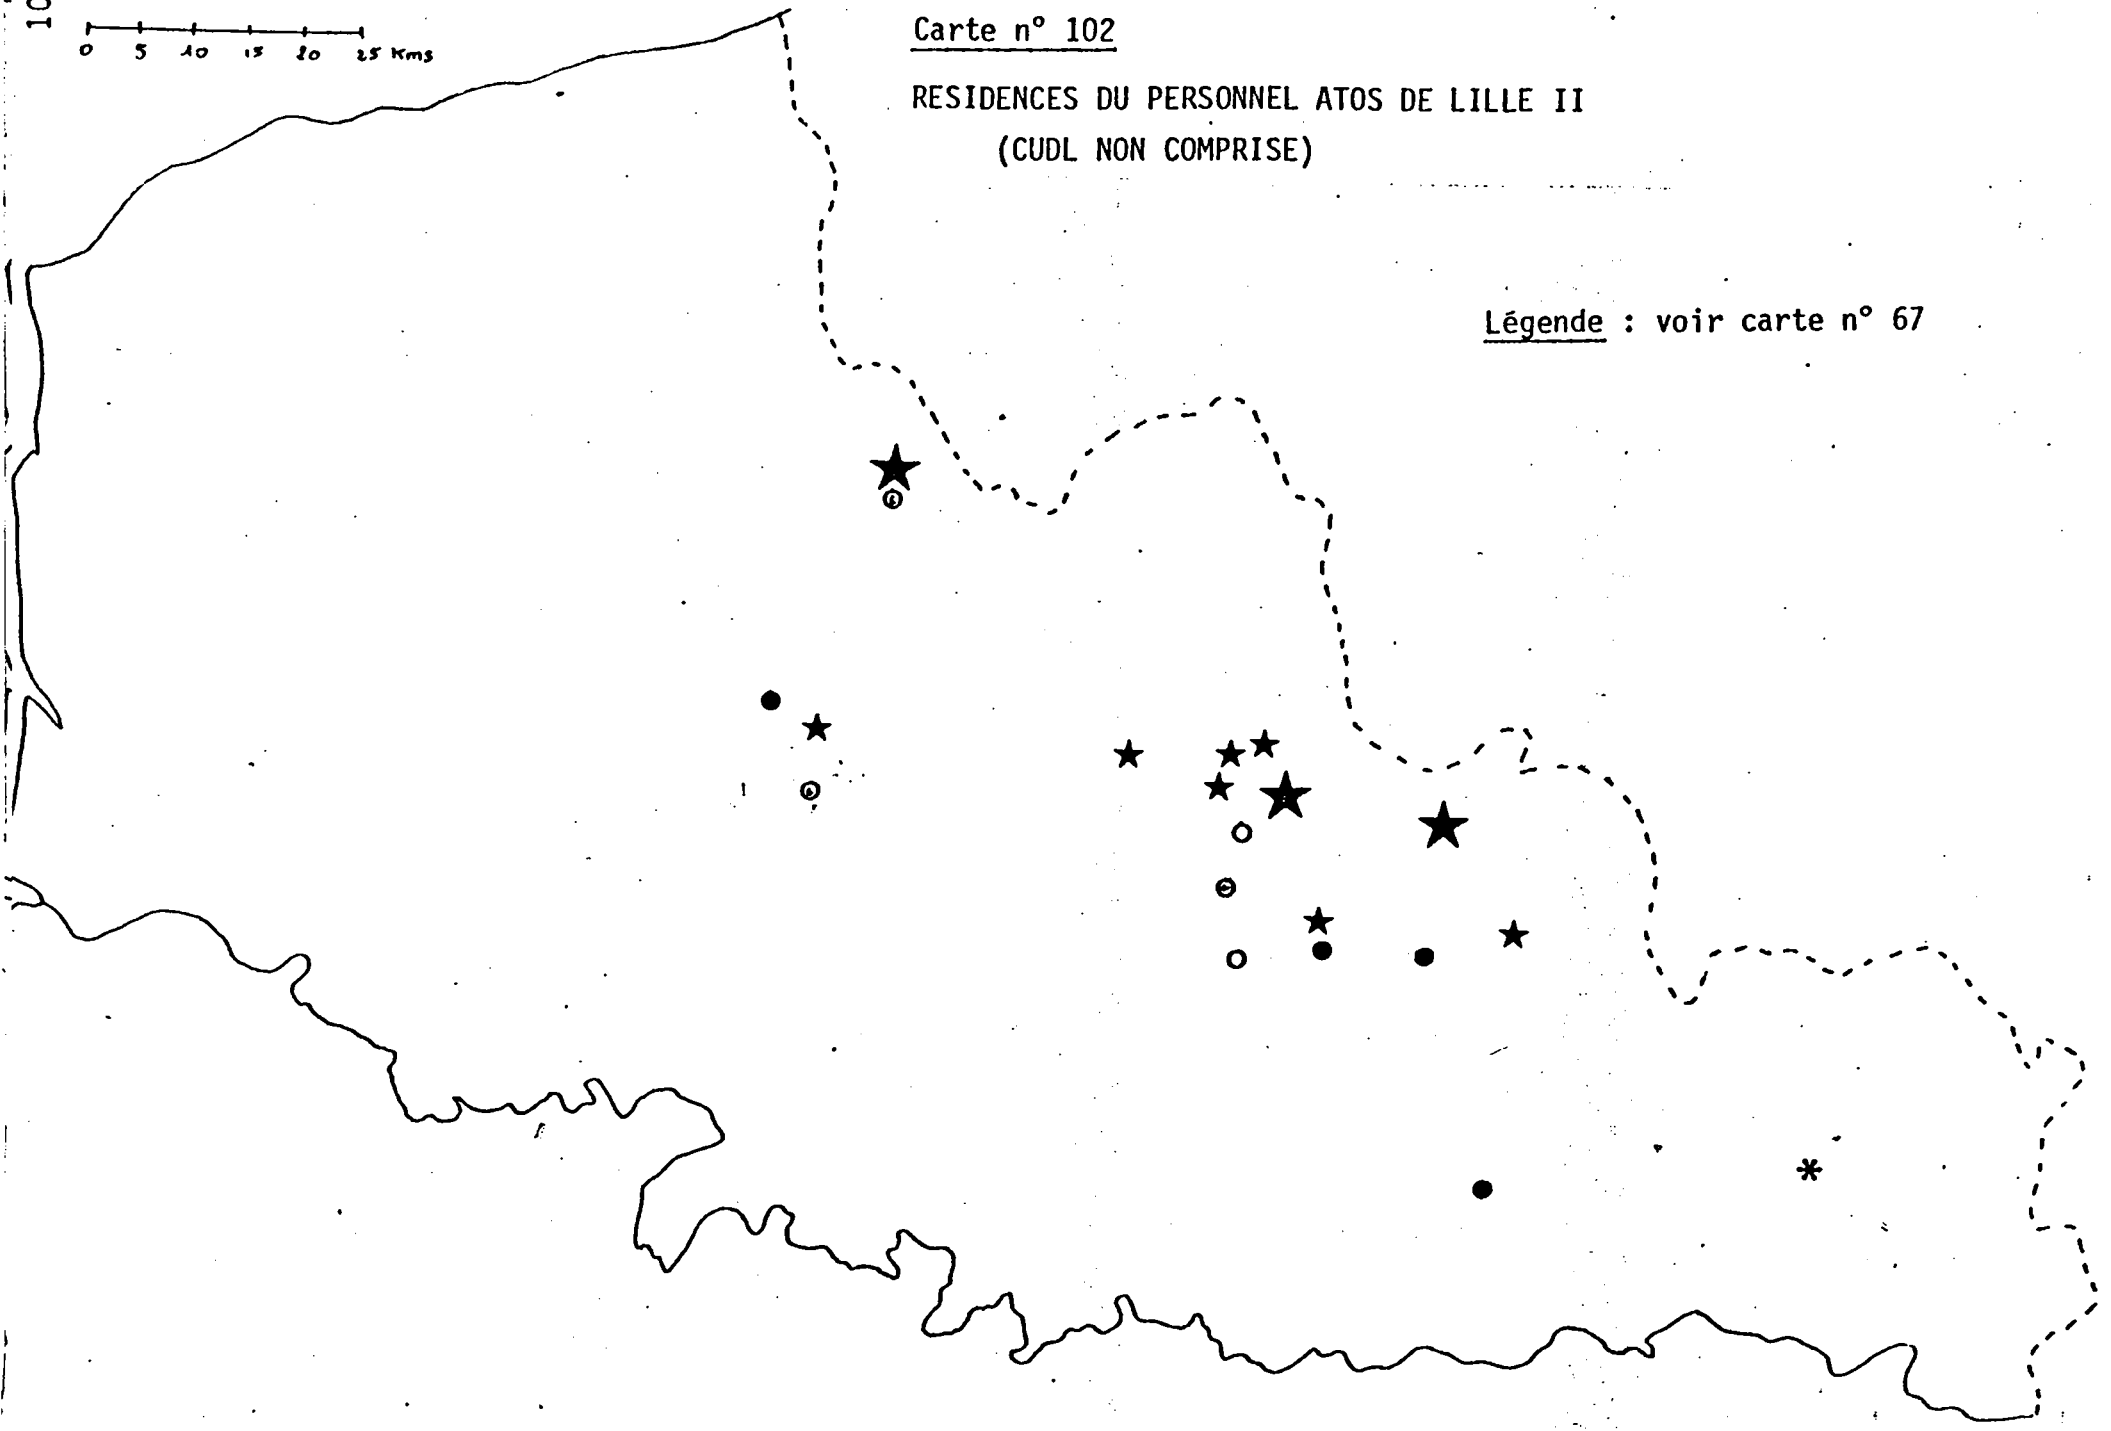 10
0 5 10 15 20 25 Kms
Carte n° 102
RESIDENCES DU PERSONNEL ATOS DE LILLE II
(CUDL NON COMPRISE)
Légende : voir carte n° 67